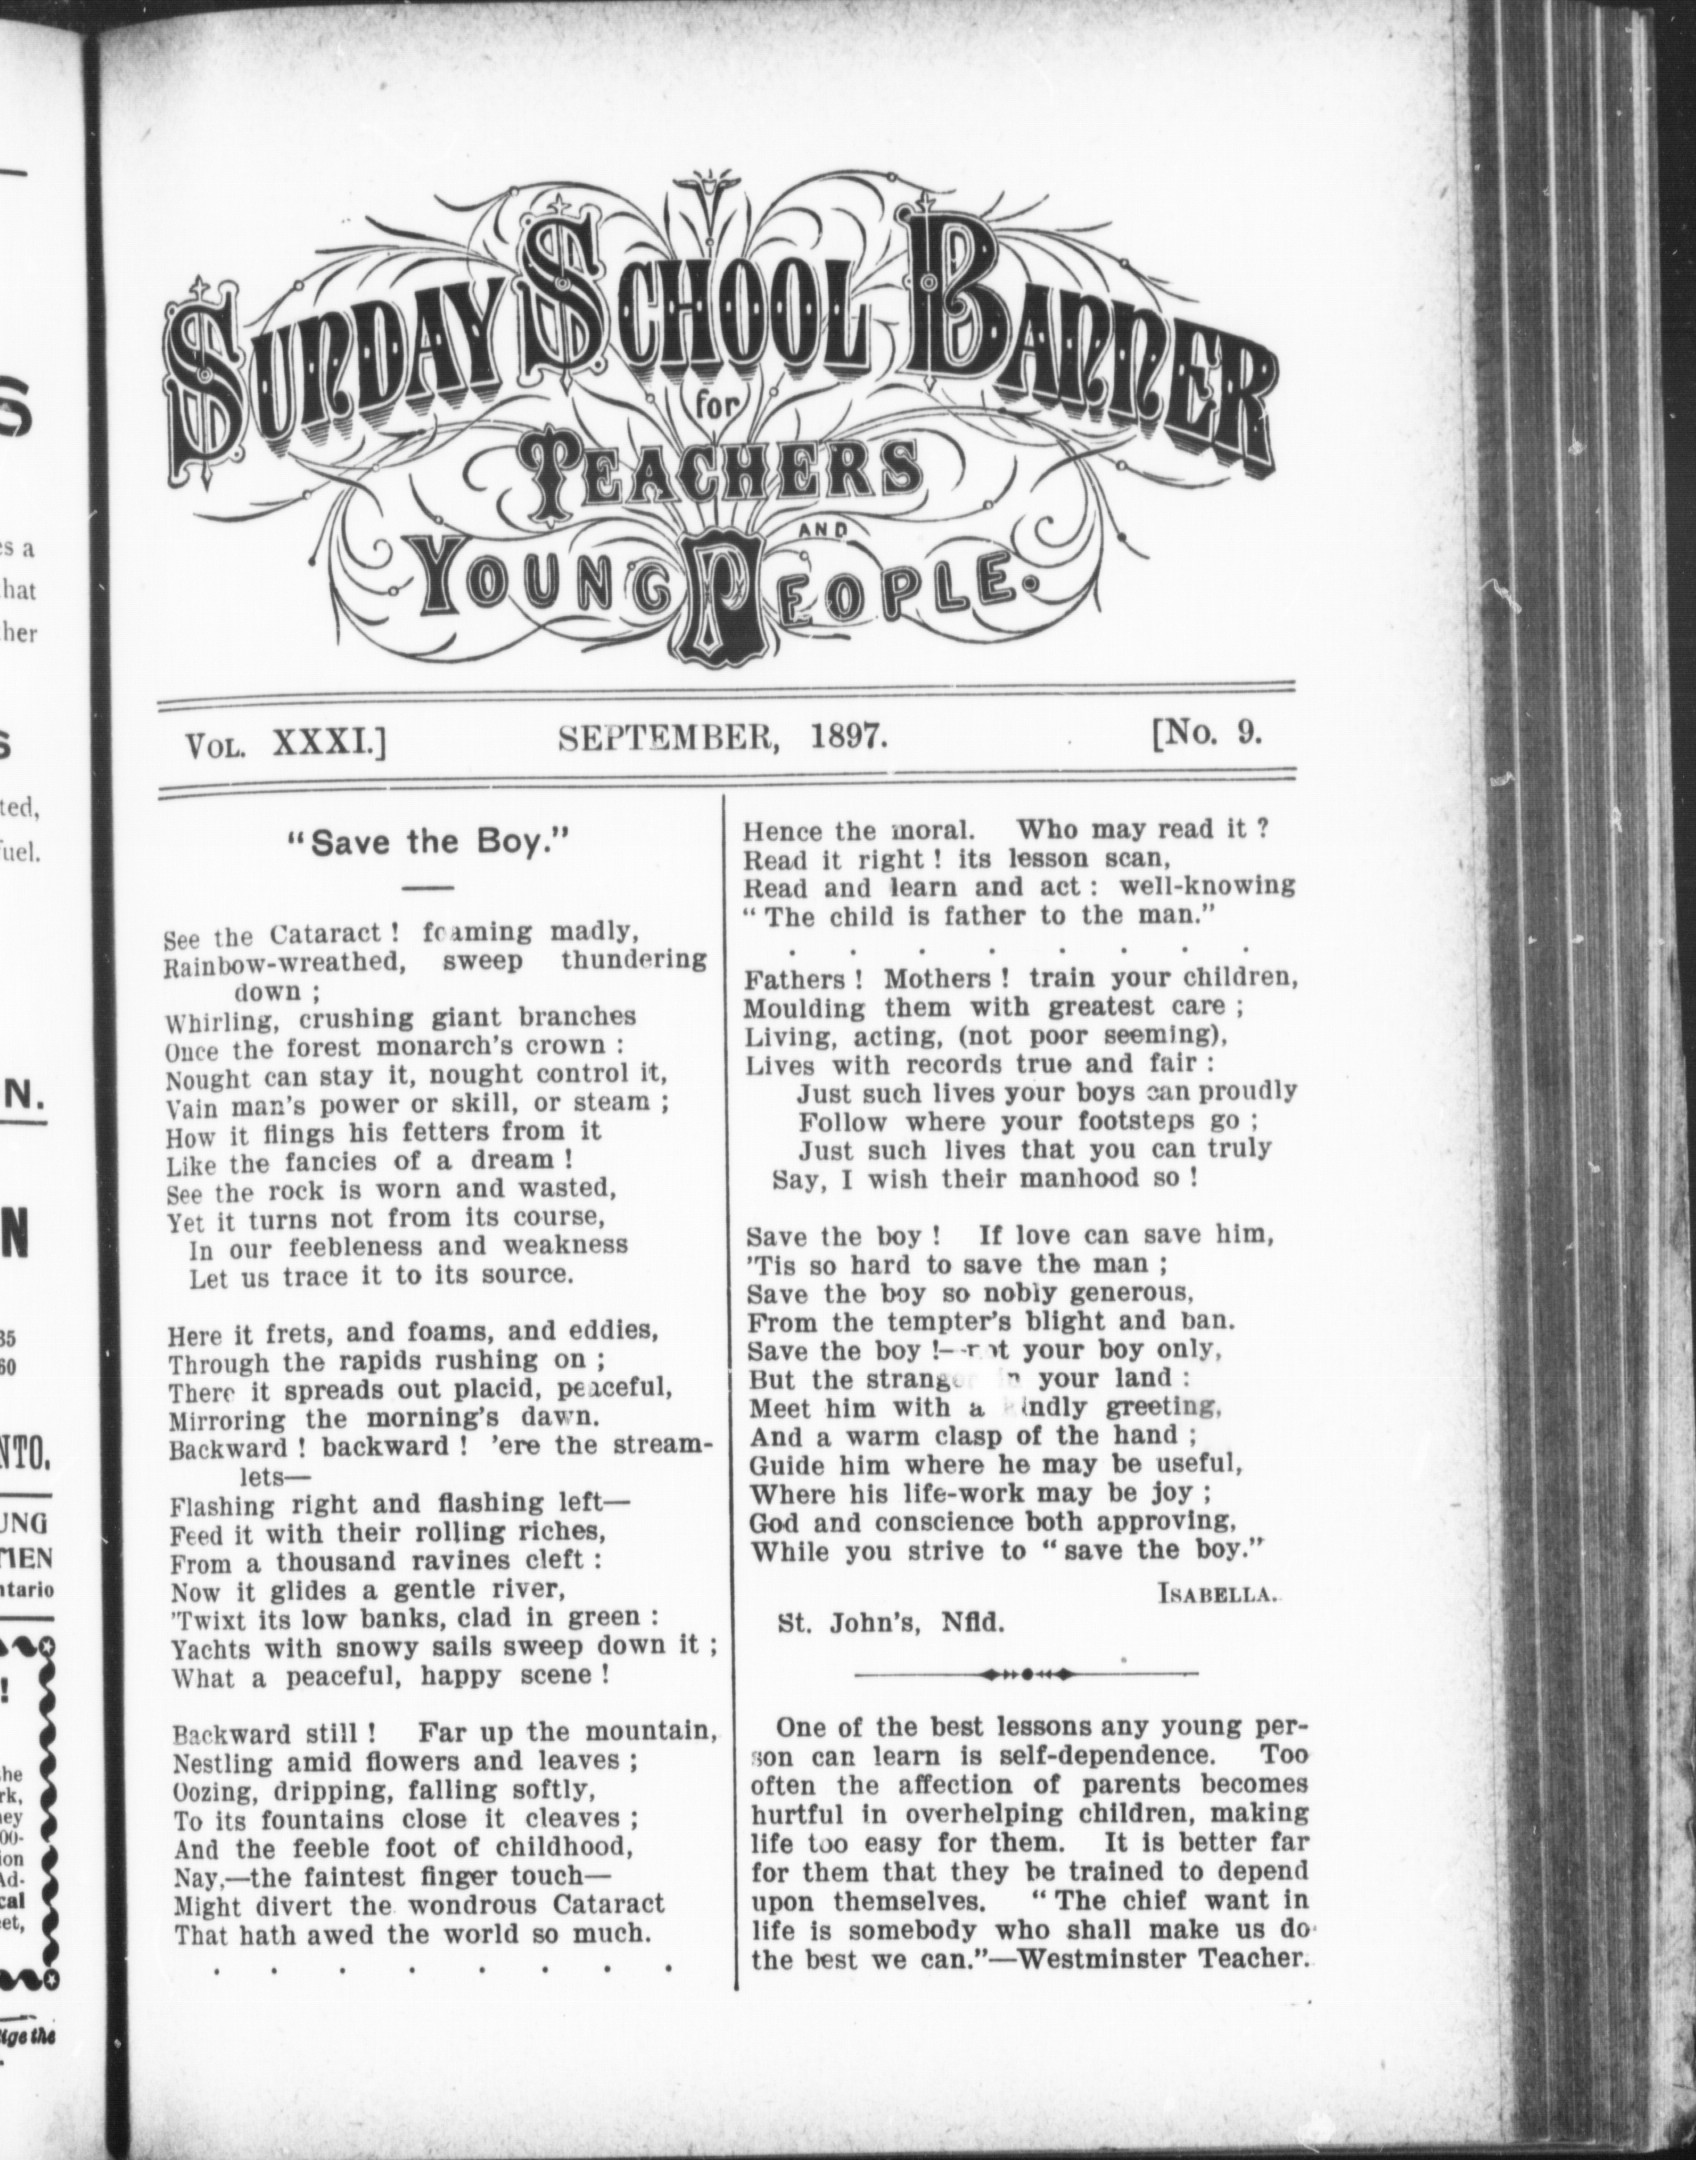 SUNDAY SCHOOL BANNER
for
TEACHERS
AND
YOUNG PEOPLE.
VOL. XXXI.] SEPTEMBER, 1897. [No. 9.
"Save the Boy."
See the Cataract ! foaming madly,
Rainbow-wreathed, sweep thundering
down ;
Whirling, crushing giant branches
Once the forest monarch's crown :
Nought can stay it, nought control it,
Vain man's power or skill, or steam ;
How it flings his fetters from it
Like the fancies of a dream !
See the rock is worn and wasted,
Yet it turns not from its course,
In our feebleness and weakness
Let us trace it to its source.
Here it frets, and foams, and eddies,
Through the rapids rushing on ;
There it spreads out placid, peaceful,
Mirroring the morning's dawn.
Backward ! backward ! 'ere the stream-
lets—
Flashing right and flashing left—
Feed it with their rolling riches,
From a thousand ravines cleft :
Now it glides a gentle river,
'Twixt its low banks, clad in green :
Yachts with snowy sails sweep down it ;
What a peaceful, happy scene !
Backward still ! Far up the mountain,
Nestling amid flowers and leaves ;
Oozing, dripping, falling softly,
To its fountains close it cleaves ;
And the feeble foot of childhood,
Nay,—the faintest finger touch—
Might divert the wondrous Cataract
That hath awed the world so much.
. . . . . . . .
Hence the moral. Who may read it ?
Read it right ! its lesson scan,
Read and learn and act : well-knowing
" The child is father to the man."
. . . . . . . .
Fathers ! Mothers ! train your children,
Moulding them with greatest care ;
Living, acting, (not poor seeming),
Lives with records true and fair :
Just such lives your boys can proudly
Follow where your footsteps go ;
Just such lives that you can truly
Say, I wish their manhood so !
Save the boy ! If love can save him,
'Tis so hard to save the man ;
Save the boy so nobly generous,
From the tempter's blight and ban.
Save the boy !—not your boy only,
But the stranger in your land :
Meet him with a kindly greeting,
And a warm clasp of the hand ;
Guide him where he may be useful,
Where his life-work may be joy ;
God and conscience both approving,
While you strive to " save the boy."
ISABELLA.
St. John's, Nfld.
One of the best lessons any young per-
son can learn is self-dependence. Too
often the affection of parents becomes
hurtful in overhelping children, making
life too easy for them. It is better far
for them that they be trained to depend
upon themselves. " The chief want in
life is somebody who shall make us do
the best we can."—Westminster Teacher.